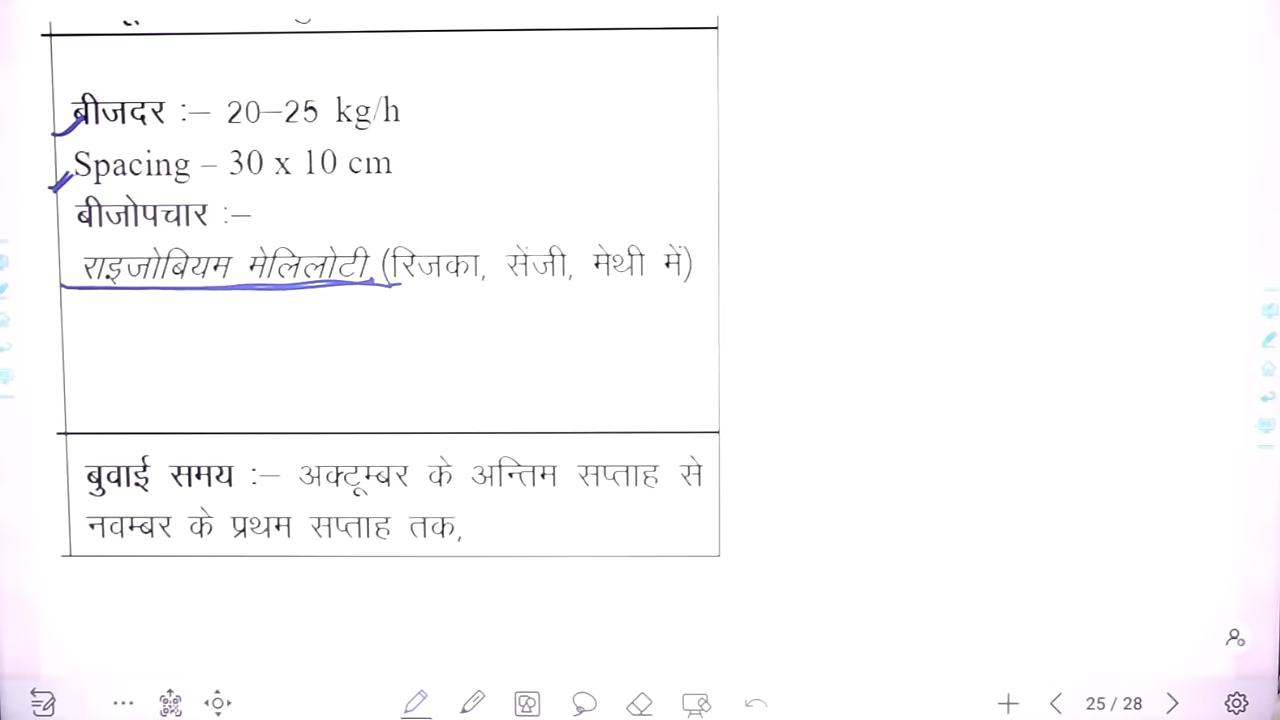 बीजदर :– 20–25 kg/h
Spacing – 30 x 10 cm
बीजोपचार :–
राइजोबियम मेलिलोटी (रिजका, सेंजी, मेथी में)
बुवाई समय :– अक्टूम्बर के अन्तिम सप्ताह से
नवम्बर के प्रथम सप्ताह तक,
25 / 28